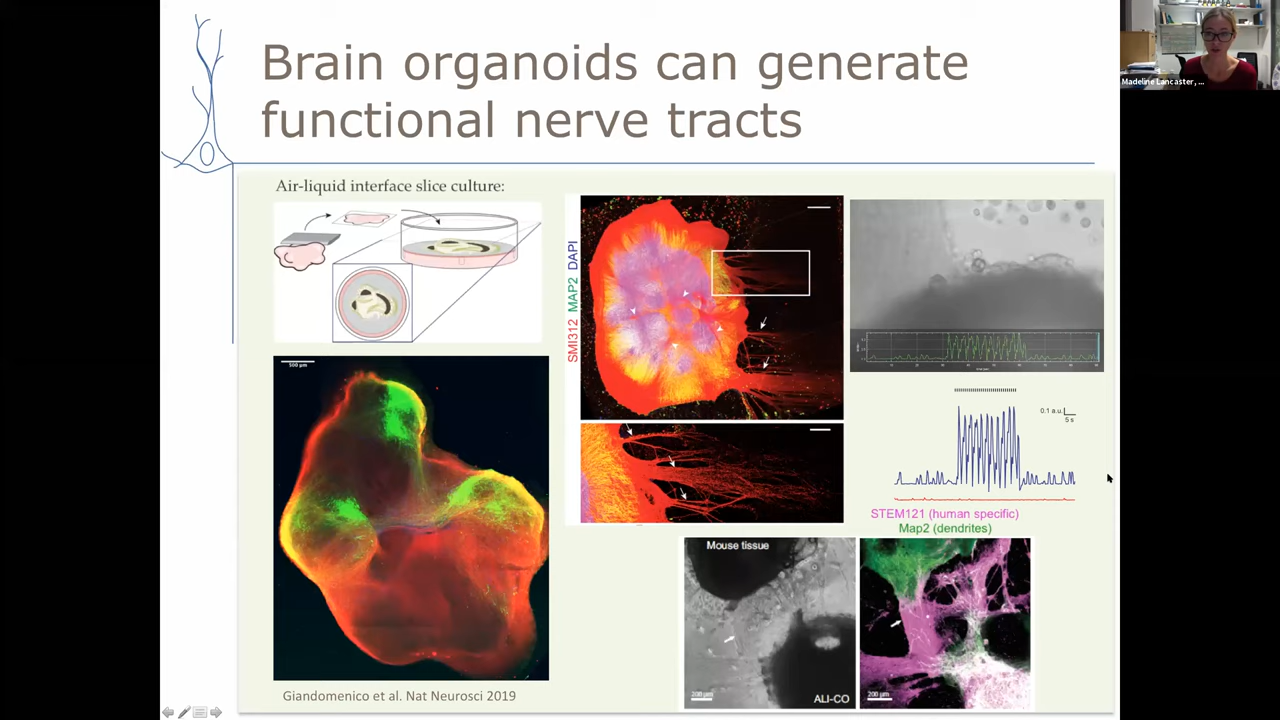 Brain organoids can generate
functional nerve tracts
Madeline Lancaster, ...
Air-liquid interface slice culture:
SMI312 MAP2 DAPI
500 µm
0.1 a.u.
5 s
STEM121 (human specific)
Map2 (dendrites)
Mouse tissue
ALI-CO
200 µm
200 µm
Giandomenico et al. Nat Neurosci 2019